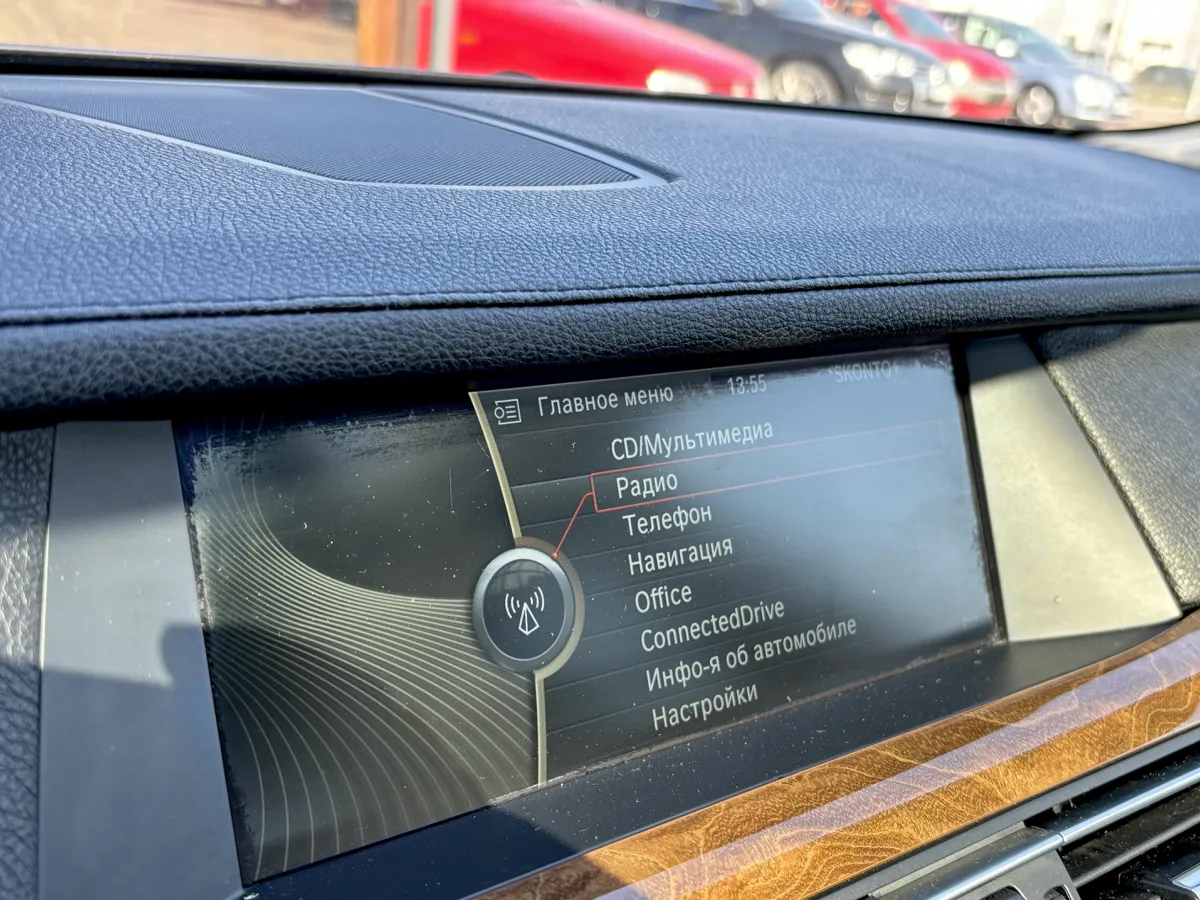 Главное меню 13:55 "SKONTO"
CD/Мультимедиа
Радио
Телефон
Навигация
Office
ConnectedDrive
Инфо-я об автомобиле
Настройки